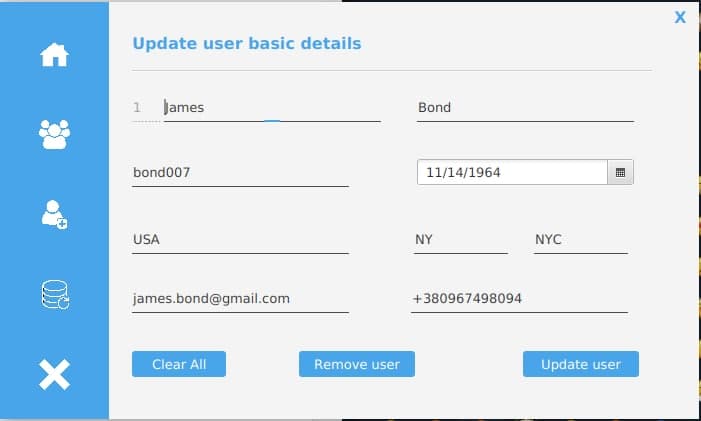 X
Update user basic details
1 James Bond
bond007 11/14/1964
USA NY NYC
james.bond@gmail.com +380967498094
Clear All Remove user Update user